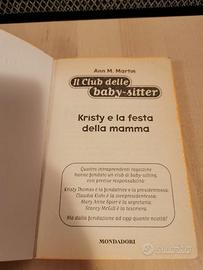 Ann M. Martin
Il Club delle
baby-sitter
Kristy e la festa
della mamma
Quattro intraprendenti ragazzine
hanno fondato un club di baby-sitting,
con precise responsabilità:
Kristy Thomas è la fondatrice e la presidentessa;
Claudia Kishi è la vicepresidentessa;
Mary Anne Spier è la segretaria;
Stacey McGill è la tesoriera.
Ma dalla fondazione ad oggi quante novità!
MONDADORI
subito